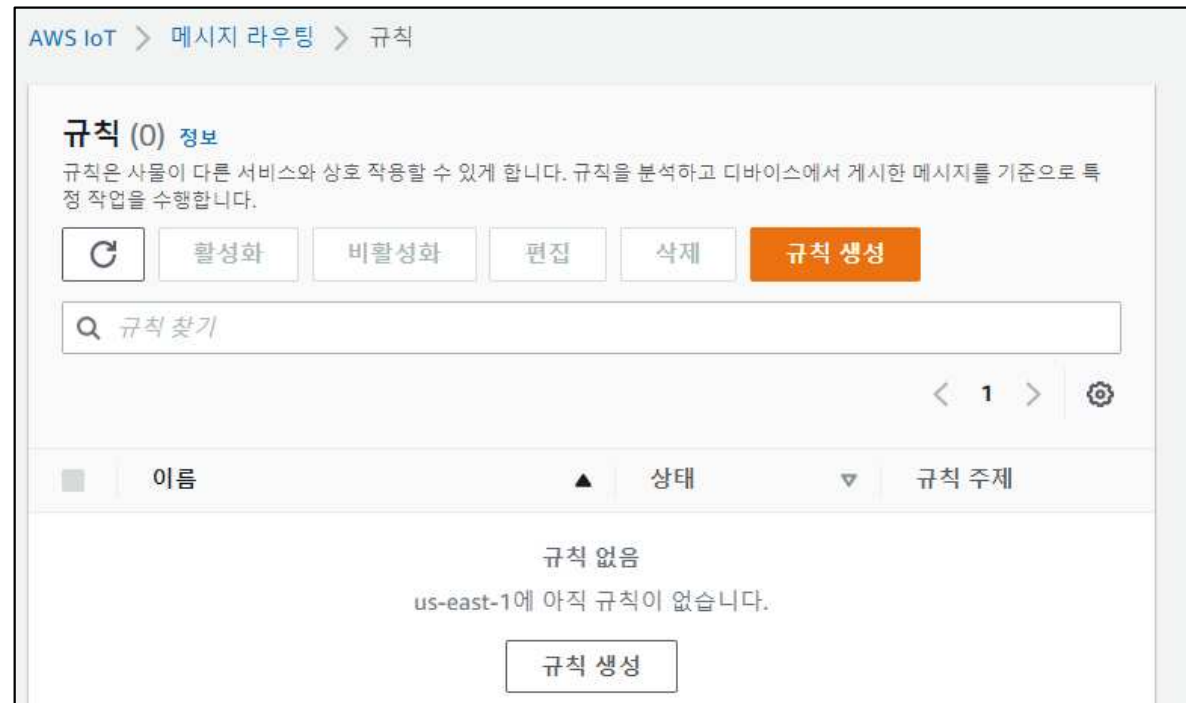 AWS IoT > 메시지 라우팅 > 규칙
규칙 (0) 정보
규칙은 사물이 다른 서비스와 상호 작용할 수 있게 합니다. 규칙을 분석하고 디바이스에서 게시한 메시지를 기준으로 특
정 작업을 수행합니다.
활성화 비활성화 편집 삭제 규칙 생성
규칙 찾기
< 1 >
이름 상태 규칙 주제
규칙 없음
us-east-1에 아직 규칙이 없습니다.
규칙 생성